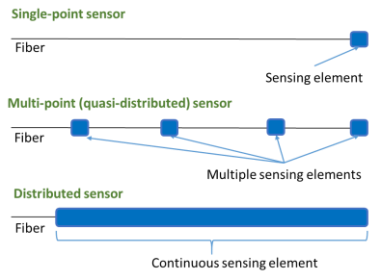 Single-point sensor
Fiber
Sensing element
Multi-point (quasi-distributed) sensor
Fiber
Multiple sensing elements
Distributed sensor
Fiber
Continuous sensing element